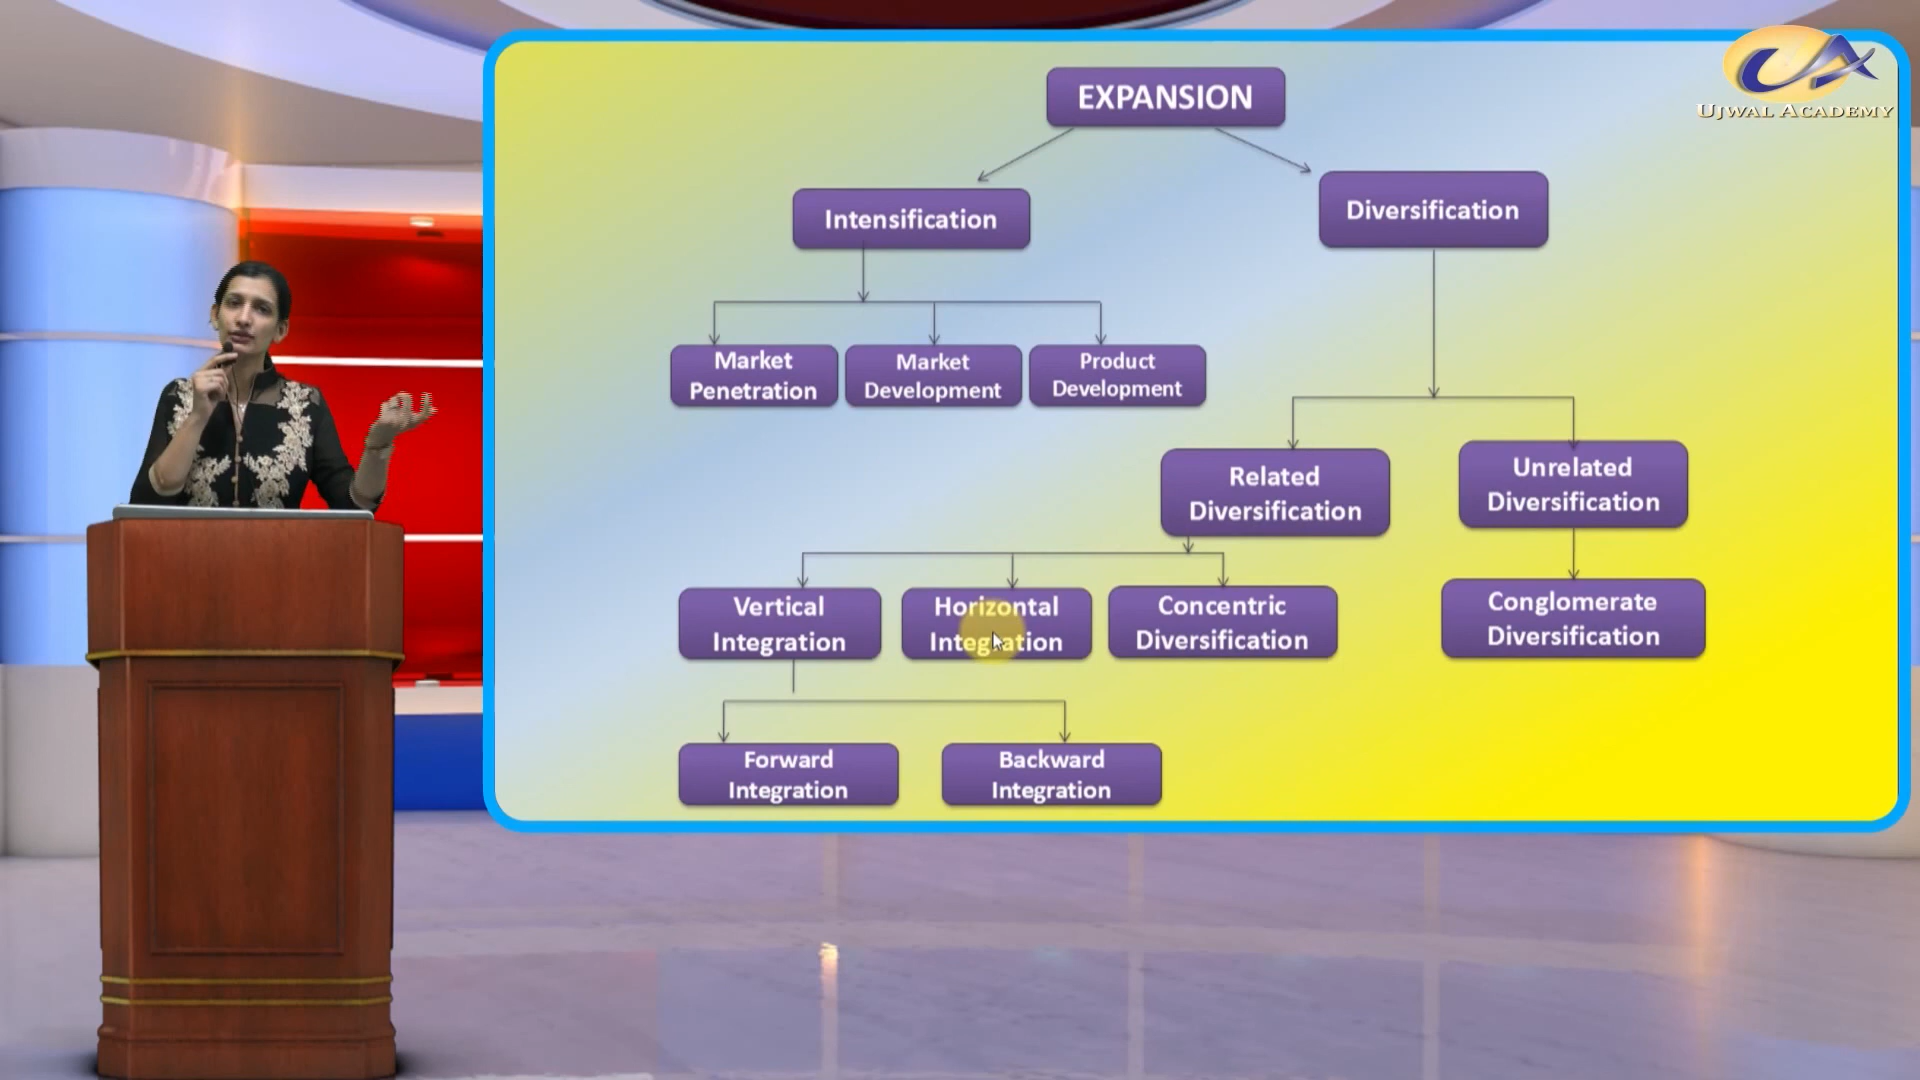 UA
UJWAL ACADEMY
EXPANSION
Intensification
Diversification
Market
Penetration
Market
Development
Product
Development
Related
Diversification
Unrelated
Diversification
Vertical
Integration
Horizontal
Integration
Concentric
Diversification
Conglomerate
Diversification
Forward
Integration
Backward
Integration